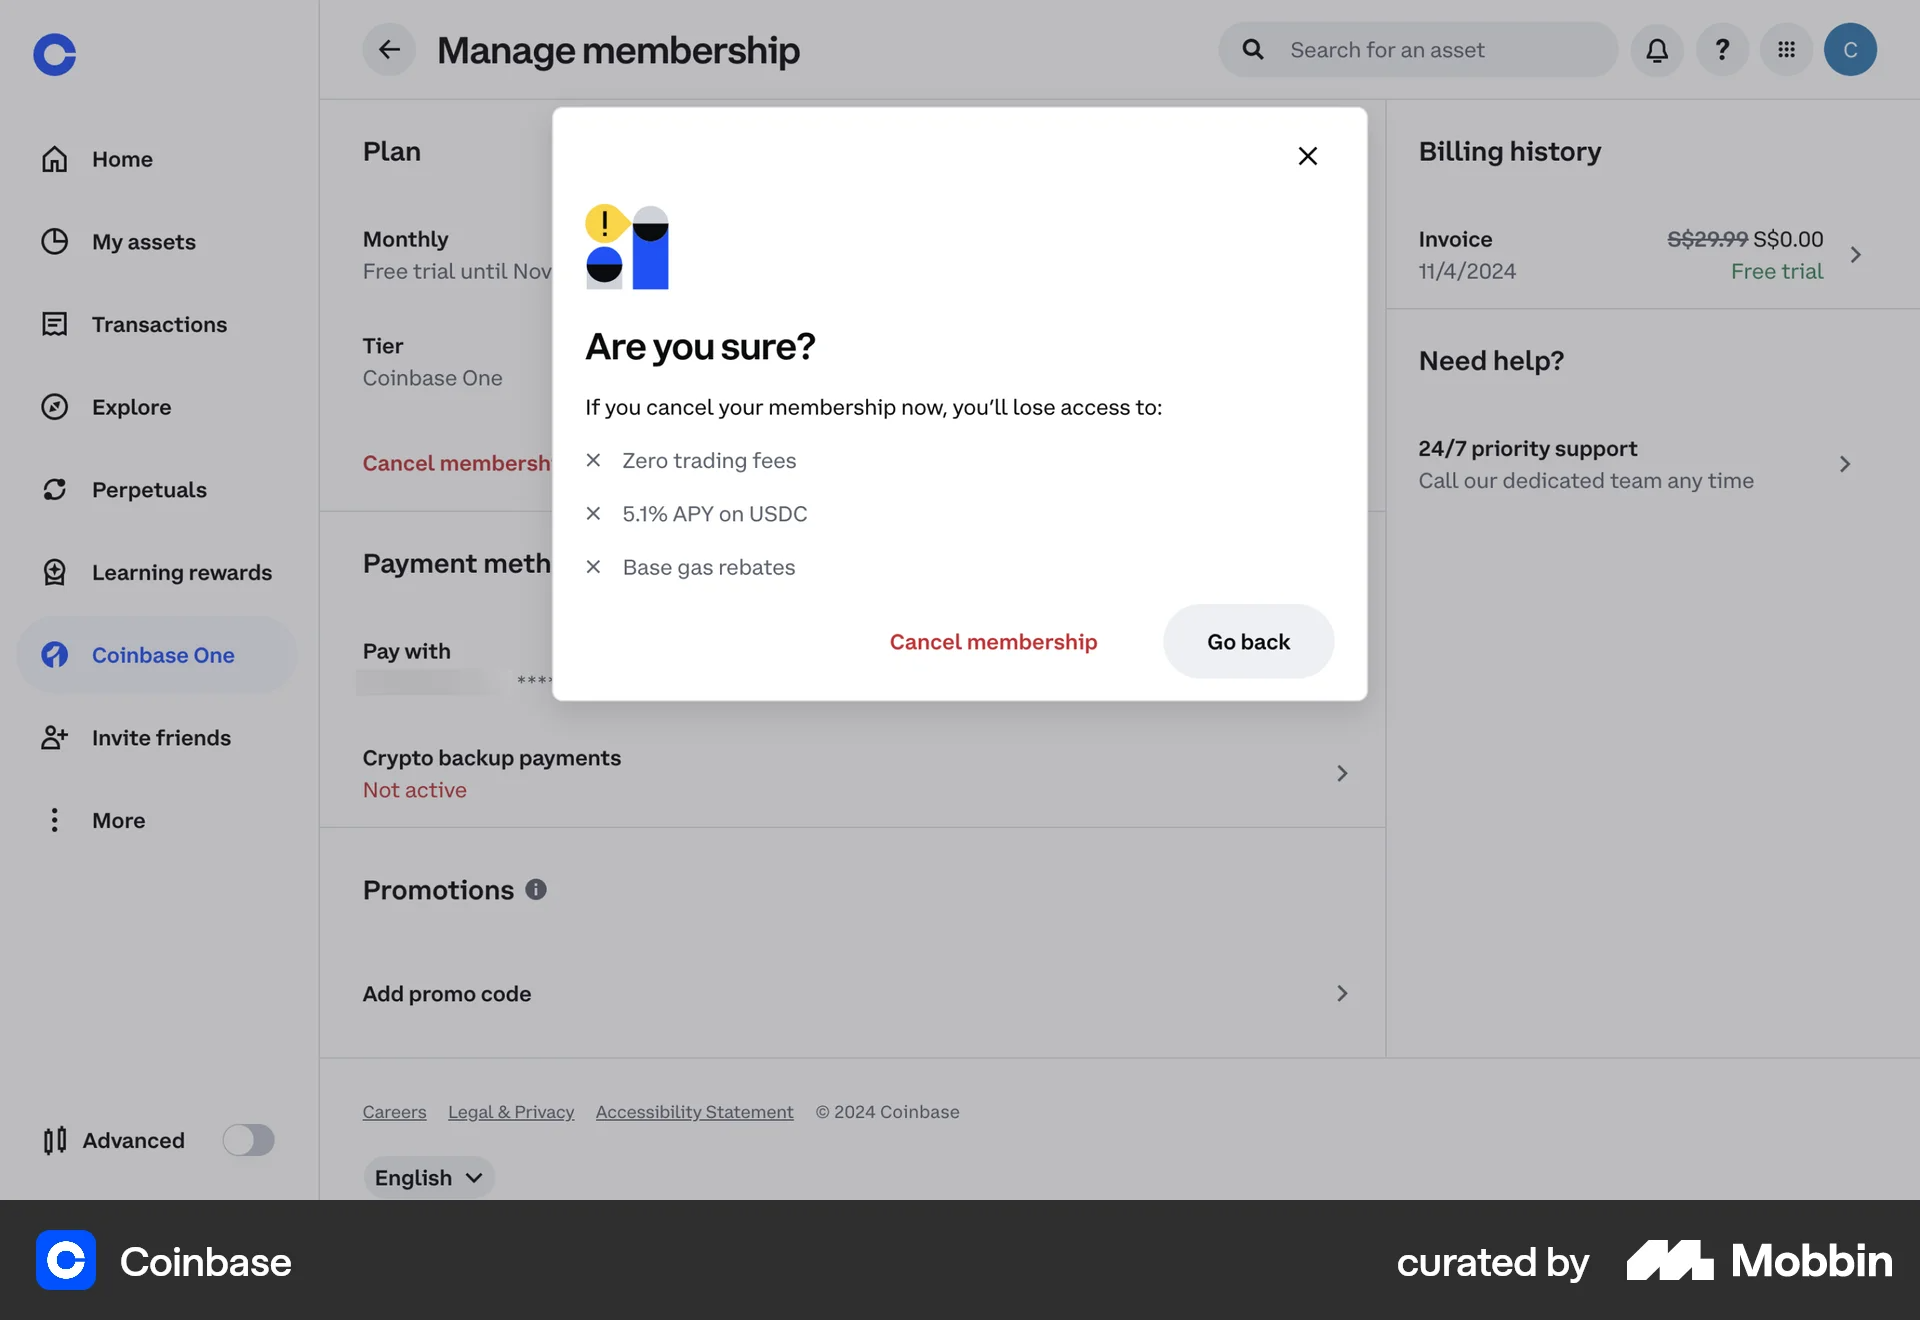 Manage membership
Search for an asset
?
C
Home
My assets
Transactions
Explore
Perpetuals
Learning rewards
Coinbase One
Invite friends
More
Advanced
Plan
Monthly
Free trial until Nov
Tier
Coinbase One
Cancel membersh
Payment meth
Pay with
****
Crypto backup payments
Not active
Promotions
Add promo code
!
Are you sure?
If you cancel your membership now, you’ll lose access to:
Zero trading fees
5.1% APY on USDC
Base gas rebates
Cancel membership
Go back
Billing history
Invoice
S$29.99 S$0.00
11/4/2024
Free trial
Need help?
24/7 priority support
Call our dedicated team any time
Careers Legal & Privacy Accessibility Statement © 2024 Coinbase
English
Coinbase
curated by Mobbin